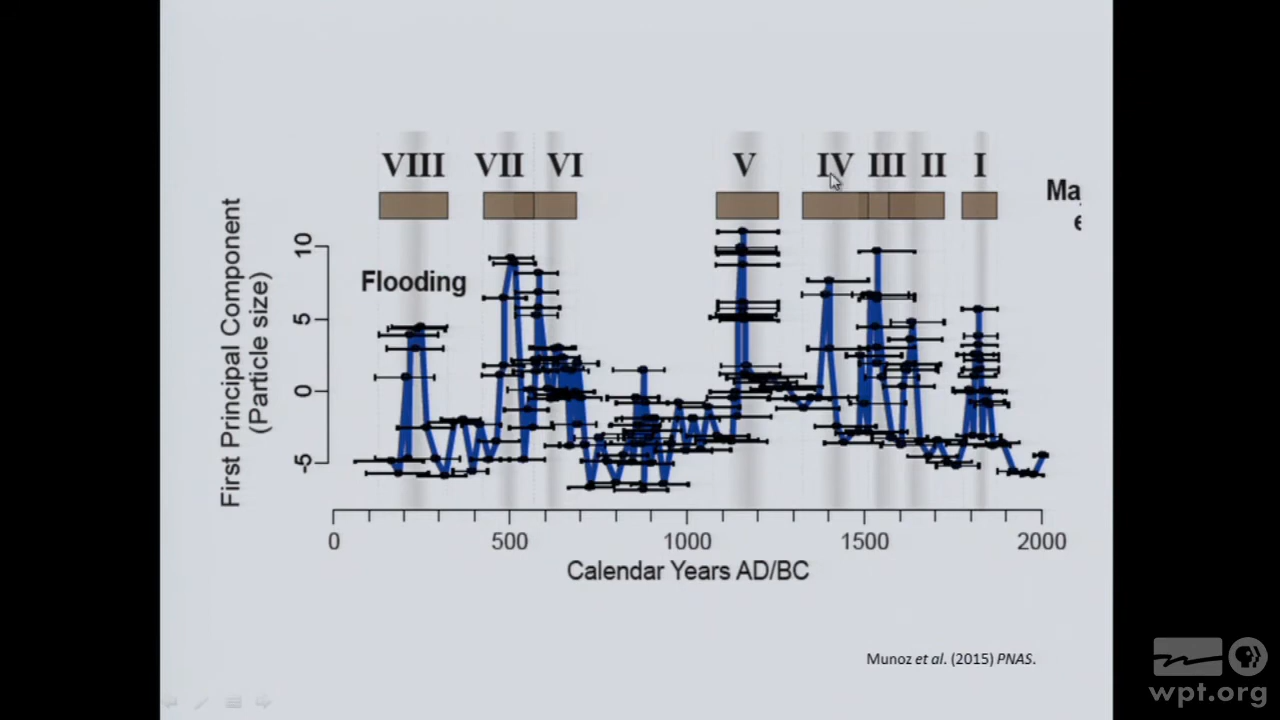 VIII VII VI V IV III II I
Ma
Flooding
First Principal Component
(Particle size)
10
5
0
-5
0 500 1000 1500 2000
Calendar Years AD/BC
Munoz et al. (2015) PNAS.
PBS
wpt.org